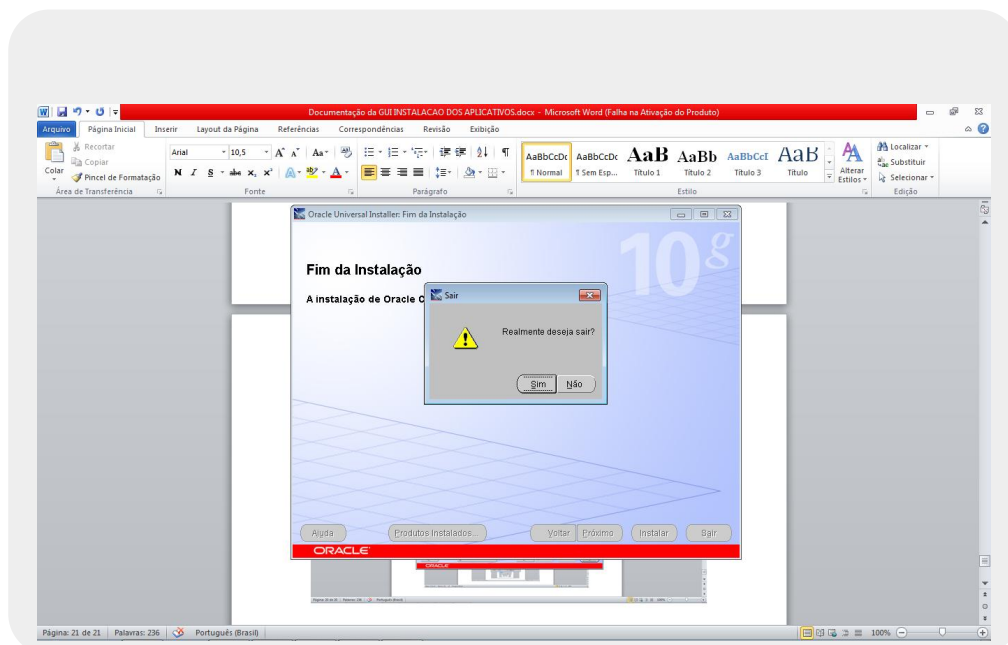 Documentação da GUI INSTALACAO DOS APLICATIVOS.docx - Microsoft Word (Falha na Ativação do Produto)
Arquivo Página Inicial Inserir Layout da Página Referências Correspondências Revisão Exibição
Colar
Recortar
Copiar
Pincel de Formatação
Área de Transferência
Arial 10,5
N I S abe x, x²
Fonte
Parágrafo
AaBbCcDc AaBbCcDc AaB AaBb AaBbCcI AaB
¶ Normal ¶ Sem Esp... Título 1 Título 2 Título 3 Título
Alterar
Estilos
Estilo
Localizar
Substituir
Selecionar
Edição
Oracle Universal Installer: Fim da Instalação
10g
Fim da Instalação
A instalação de Oracle C
Sair
Realmente deseja sair?
Sim Não
Ajuda Produtos Instalados... Voltar Próximo Instalar Sair
ORACLE
ORACLE
Página: 21 de 21 Palavras: 236 Português (Brasil) 100%